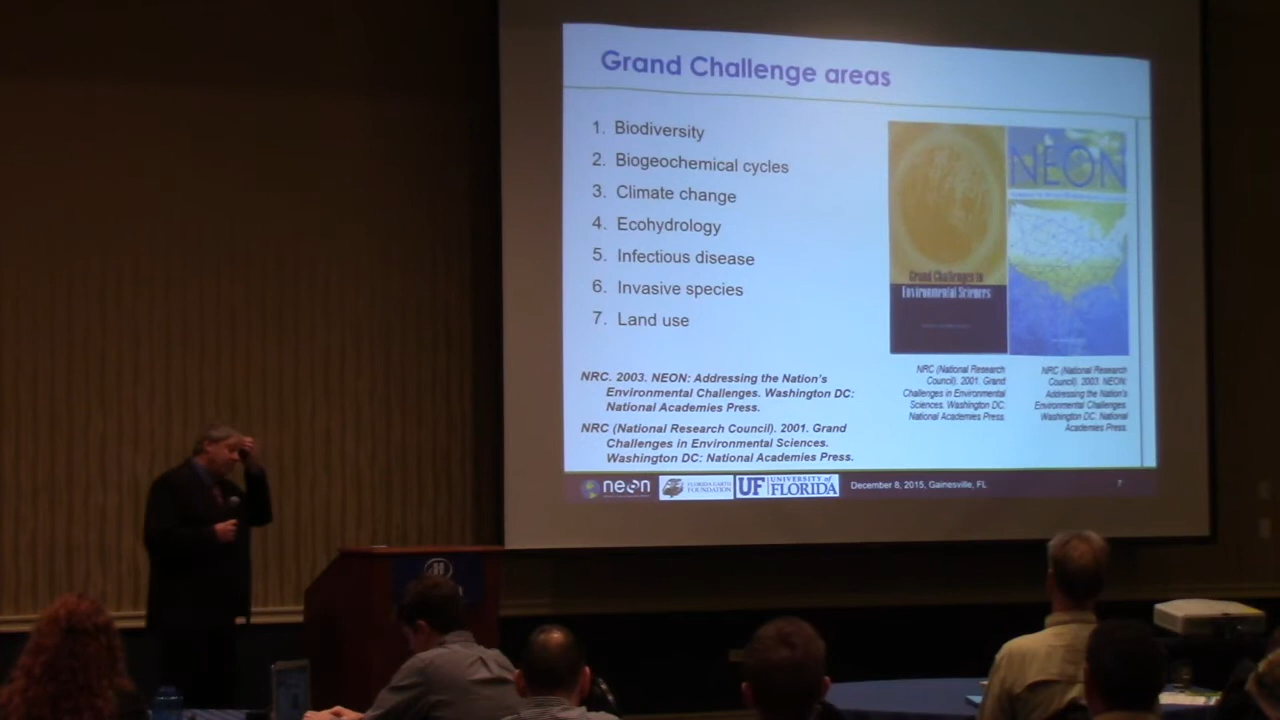 Grand Challenge areas
1. Biodiversity
2. Biogeochemical cycles
3. Climate change
4. Ecohydrology
5. Infectious disease
6. Invasive species
7. Land use
NRC. 2003. NEON: Addressing the Nation's
Environmental Challenges. Washington DC:
National Academies Press.
NRC (National Research Council). 2001. Grand
Challenges in Environmental Sciences.
Washington DC: National Academies Press.
Grand Challenges in
Environmental Sciences
NEON
NRC (National Research
Council). 2001. Grand
Challenges in Environmental
Sciences. Washington DC:
National Academies Press.
NRC (National Research
Council). 2003. NEON:
Addressing the Nation's
Environmental Challenges.
Washington DC: National
Academies Press.
neon
FLORIDA EARTH
FOUNDATION
UF UNIVERSITY of
FLORIDA
December 8, 2015, Gainesville, FL
7
H